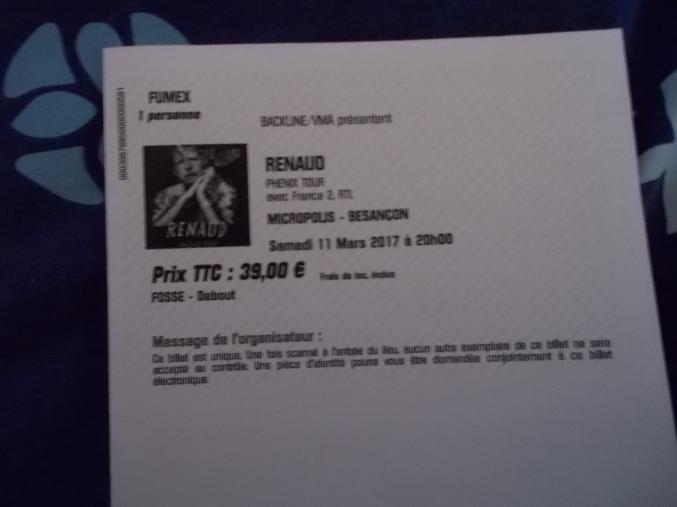 FUMEX
1 personne
BACKLINE/VMA présentent
RENAUD
PHENIX TOUR
avec France 2, RTL
RENAUD
MICROPOLIS - BESANÇON
Samedi 11 Mars 2017 à 20h00
Prix TTC : 39,00 € Frais de loc. inclus
FOSSE - Debout
Message de l'organisateur :
Ce billet est unique. Une fois scanné à l'entrée du lieu, aucun autre exemplaire de ce billet ne sera
accepté au contrôle. Une pièce d'identité pourra vous être demandée conjointement à ce billet
électronique.